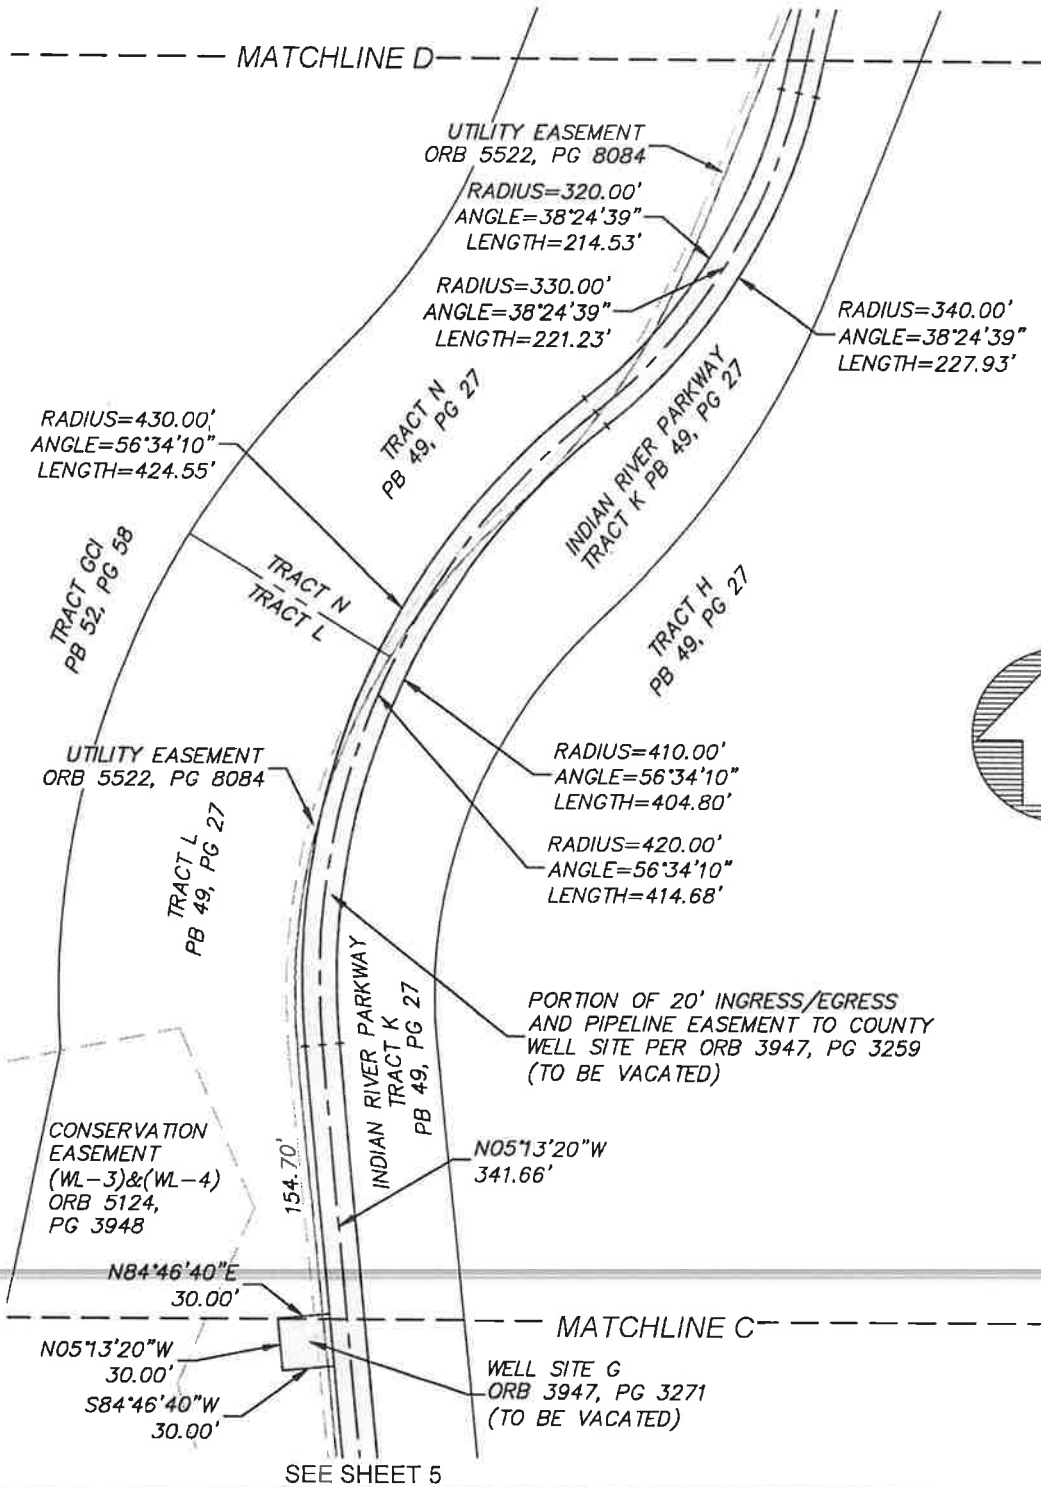 MATCHLINE D
UTILITY EASEMENT
ORB 5522, PG 8084
RADIUS=320.00'
ANGLE=38°24'39"
LENGTH=214.53'
RADIUS=330.00'
ANGLE=38°24'39"
LENGTH=221.23'
RADIUS=340.00'
ANGLE=38°24'39"
LENGTH=227.93'
TRACT N
PB 49, PG 27
INDIAN RIVER PARKWAY
TRACT K PB 49, PG 27
RADIUS=430.00'
ANGLE=56°34'10"
LENGTH=424.55'
TRACT GC1
PB 52, PG 58
TRACT N
TRACT L
TRACT H
PB 49, PG 27
UTILITY EASEMENT
ORB 5522, PG 8084
RADIUS=410.00'
ANGLE=56°34'10"
LENGTH=404.80'
TRACT L
PB 49, PG 27
RADIUS=420.00'
ANGLE=56°34'10"
LENGTH=414.68'
INDIAN RIVER PARKWAY
TRACT K
PB 49, PG 27
PORTION OF 20' INGRESS/EGRESS
AND PIPELINE EASEMENT TO COUNTY
WELL SITE PER ORB 3947, PG 3259
(TO BE VACATED)
CONSERVATION
EASEMENT
(WL-3)&(WL-4)
ORB 5124,
PG 3948
154.70'
N05°13'20"W
341.66'
N84°46'40"E
30.00'
MATCHLINE C
N05°13'20"W
30.00'
S84°46'40"W
30.00'
WELL SITE G
ORB 3947, PG 3271
(TO BE VACATED)
SEE SHEET 5